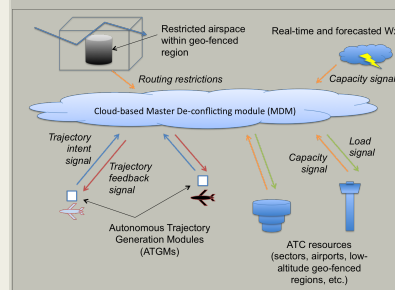 Restricted airspace
within geo-fenced
region
Real-time and forecasted Wx
Routing restrictions
Capacity signal
Cloud-based Master De-conflicting module (MDM)
Trajectory
intent
signal
Trajectory
feedback
signal
Capacity
signal
Load
signal
Autonomous Trajectory
Generation Modules
(ATGMs)
ATC resources
(sectors, airports, low-
altitude geo-fenced
regions, etc.)